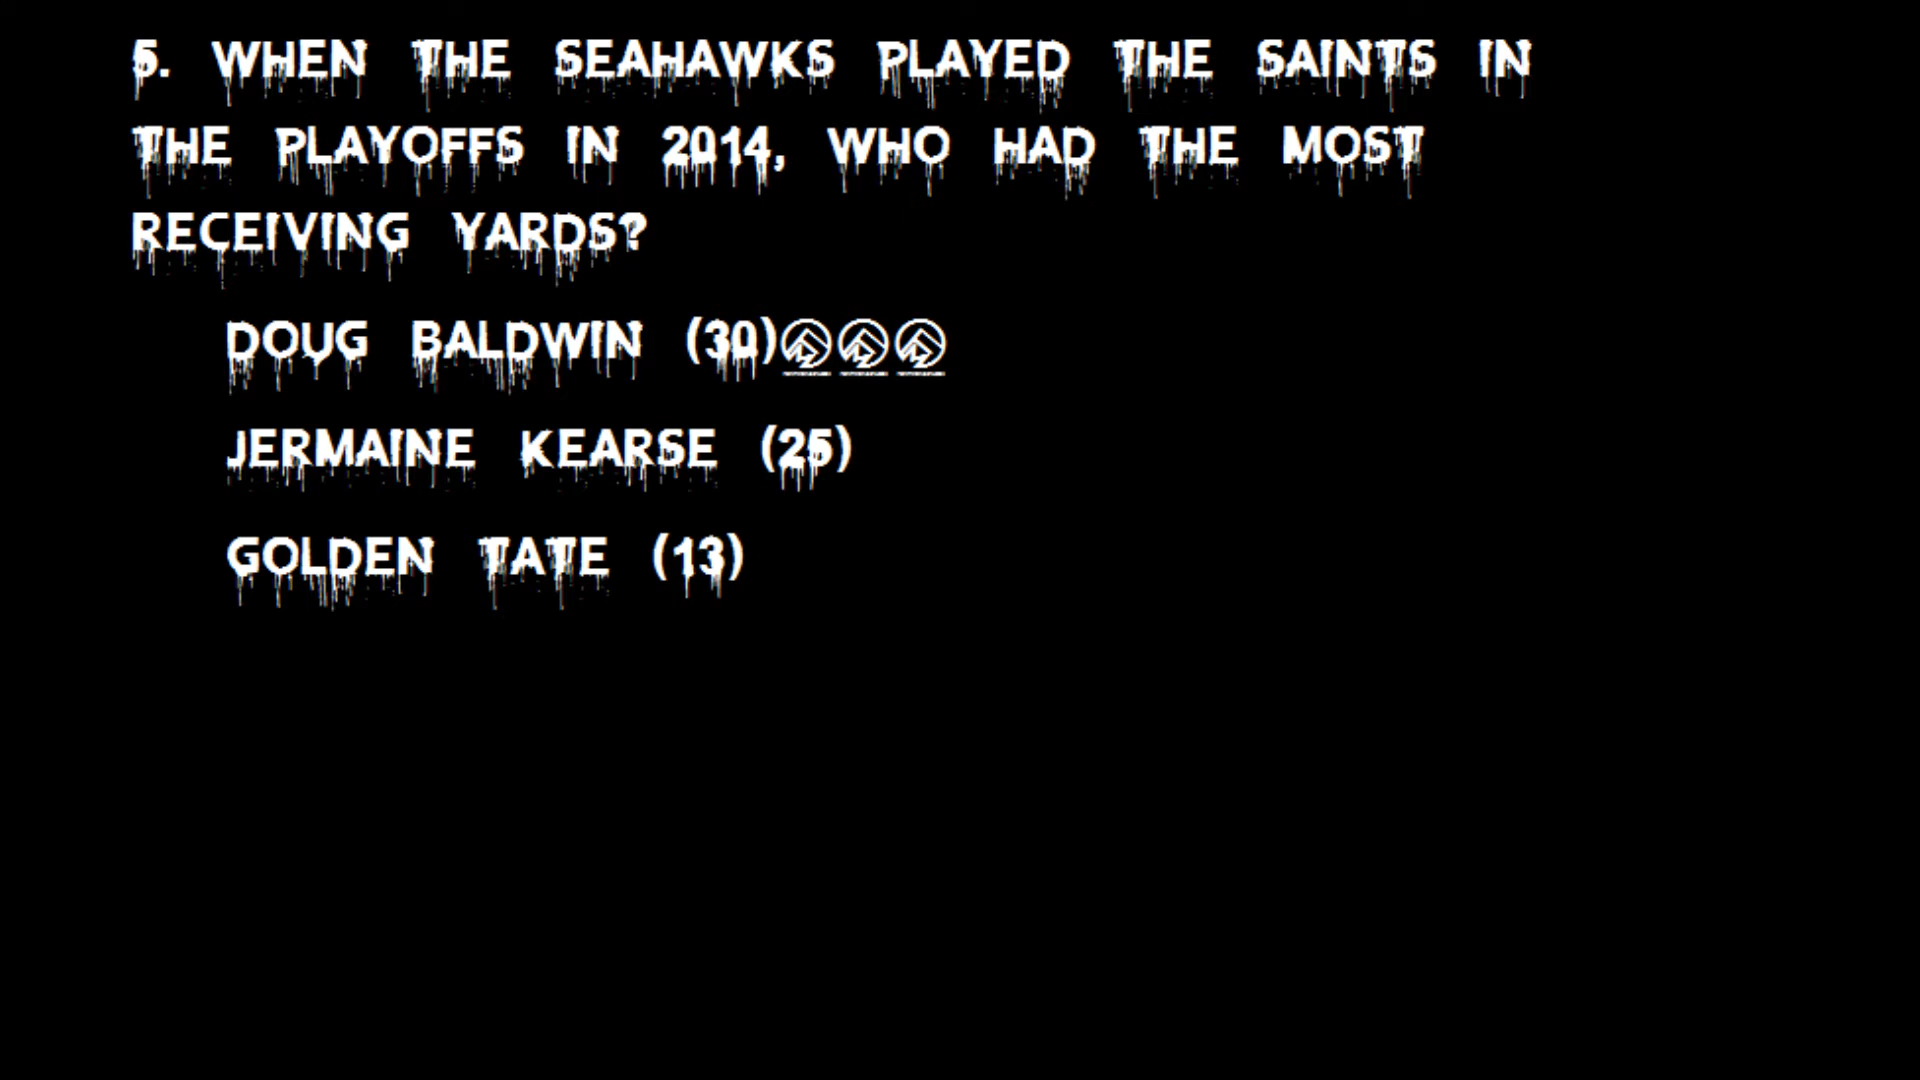 5. WHEN THE SEAHAWKS PLAYED THE SAINTS IN
THE PLAYOFFS IN 2014, WHO HAD THE MOST
RECEIVING YARDS?
DOUG BALDWIN (30)
JERMAINE KEARSE (25)
GOLDEN TATE (13)